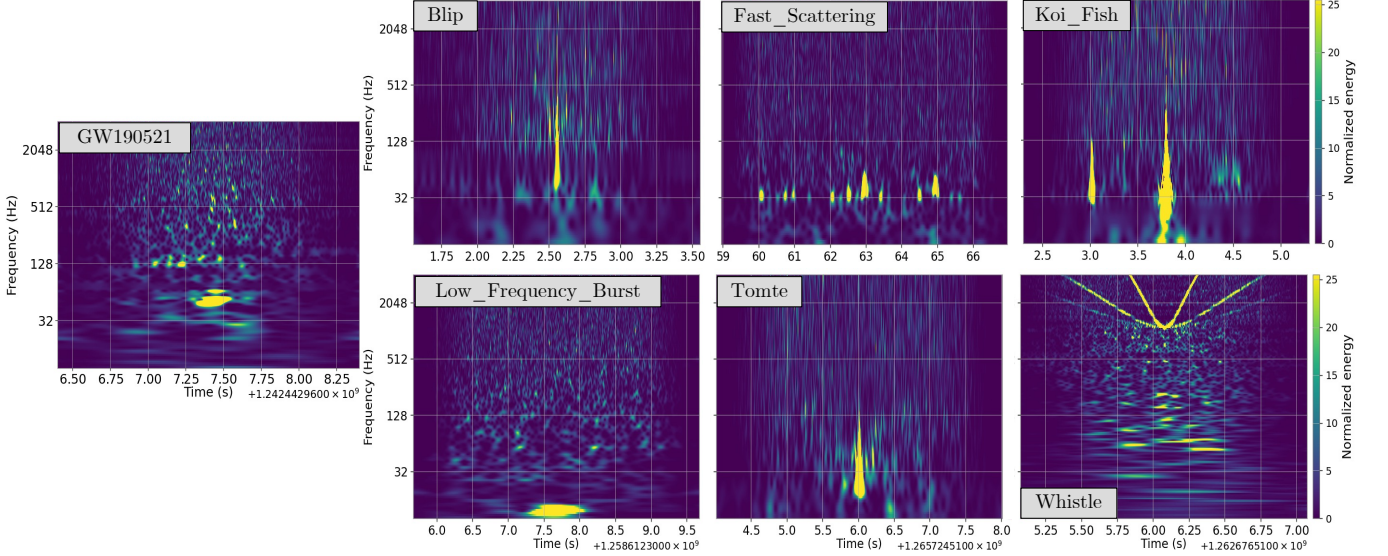 Blip
Fast_Scattering
Koi_Fish
GW190521
Frequency (Hz)
2048
512
128
32
6.50 6.75 7.00 7.25 7.50 7.75 8.00 8.25
Time (s)
+1.2424429600 × 10⁹
Frequency (Hz)
2048
512
128
32
1.75 2.00 2.25 2.50 2.75 3.00 3.25 3.50
59 60 61 62 63 64 65 66
2.5 3.0 3.5 4.0 4.5 5.0
25
20
15
10
5
0
Normalized energy
Low_Frequency_Burst
Tomte
Whistle
Frequency (Hz)
2048
512
128
32
6.0 6.5 7.0 7.5 8.0 8.5 9.0 9.5
Time (s)
+1.2586123000 × 10⁹
4.5 5.0 5.5 6.0 6.5 7.0 7.5 8.0
Time (s)
+1.2657245100 × 10⁹
5.25 5.50 5.75 6.00 6.25 6.50 6.75 7.00
Time (s)
+1.2626765100 × 10⁹
25
20
15
10
5
0
Normalized energy